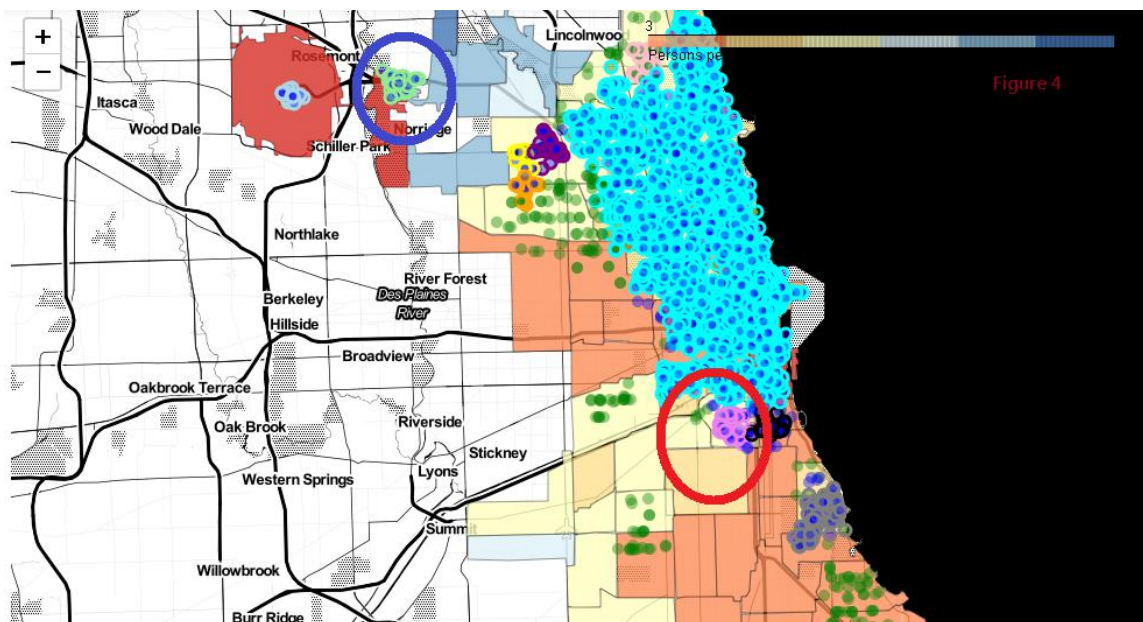 +
−
Lincolnwood
3
Persons pe
Figure 4
Rosemont
Itasca
Wood Dale
Norridge
Schiller Park
Northlake
River Forest
Des Plaines
River
Berkeley
Hillside
Broadview
Oakbrook Terrace
Oak Brook
Riverside
Lyons
Stickney
Western Springs
Summit
Willowbrook
Burr Ridge